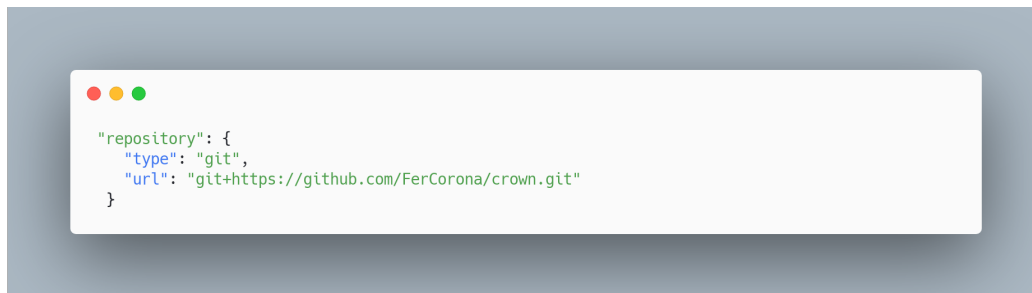 "repository": {
"type": "git",
"url": "git+https://github.com/FerCorona/crown.git"
}